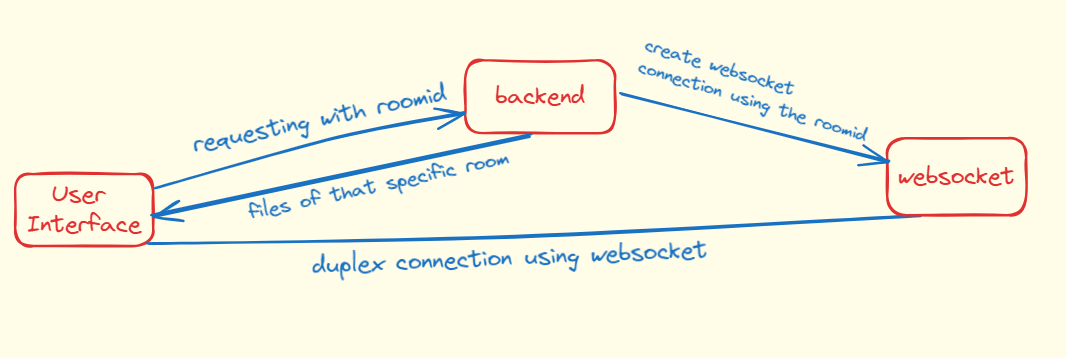 create websocket
connection using the roomid
backend
requesting with roomid
files of that specific room
websocket
User
Interface
duplex connection using websocket